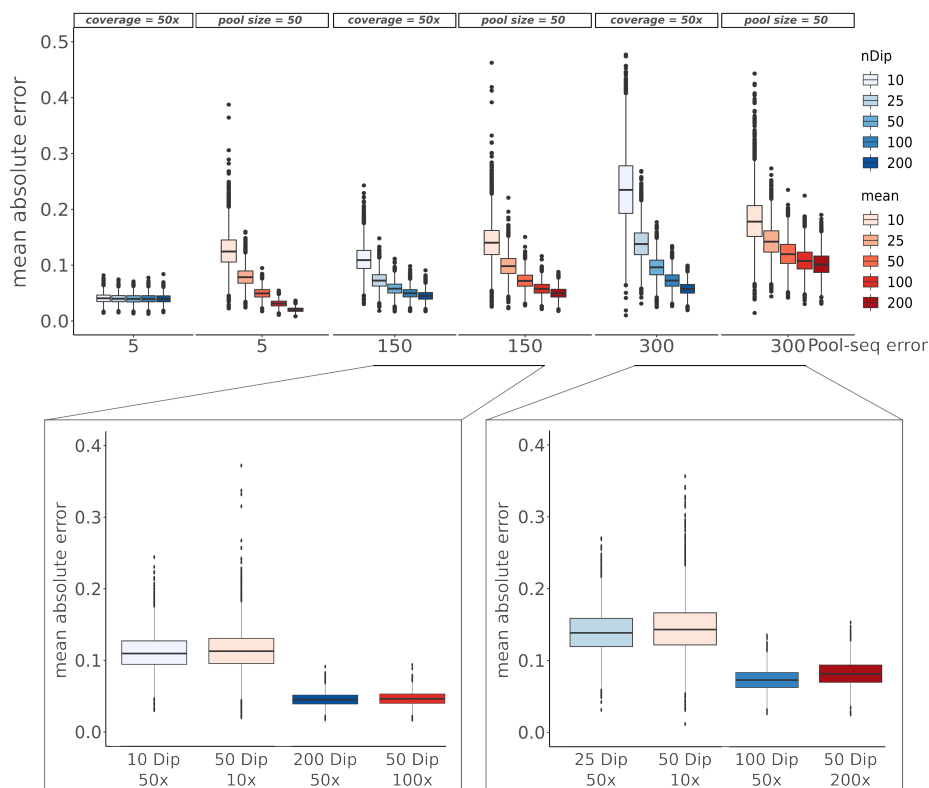 coverage = 50x
pool size = 50
coverage = 50x
pool size = 50
coverage = 50x
pool size = 50
mean absolute error
0.5
0.4
0.3
0.2
0.1
0.0
5
5
150
150
300
300
Pool-seq error
nDip
10
25
50
100
200
mean
10
25
50
100
200
mean absolute error
0.4
0.3
0.2
0.1
0.0
10 Dip
50x
50 Dip
10x
200 Dip
50x
50 Dip
100x
mean absolute error
0.4
0.3
0.2
0.1
0.0
25 Dip
50x
50 Dip
10x
100 Dip
50x
50 Dip
200x